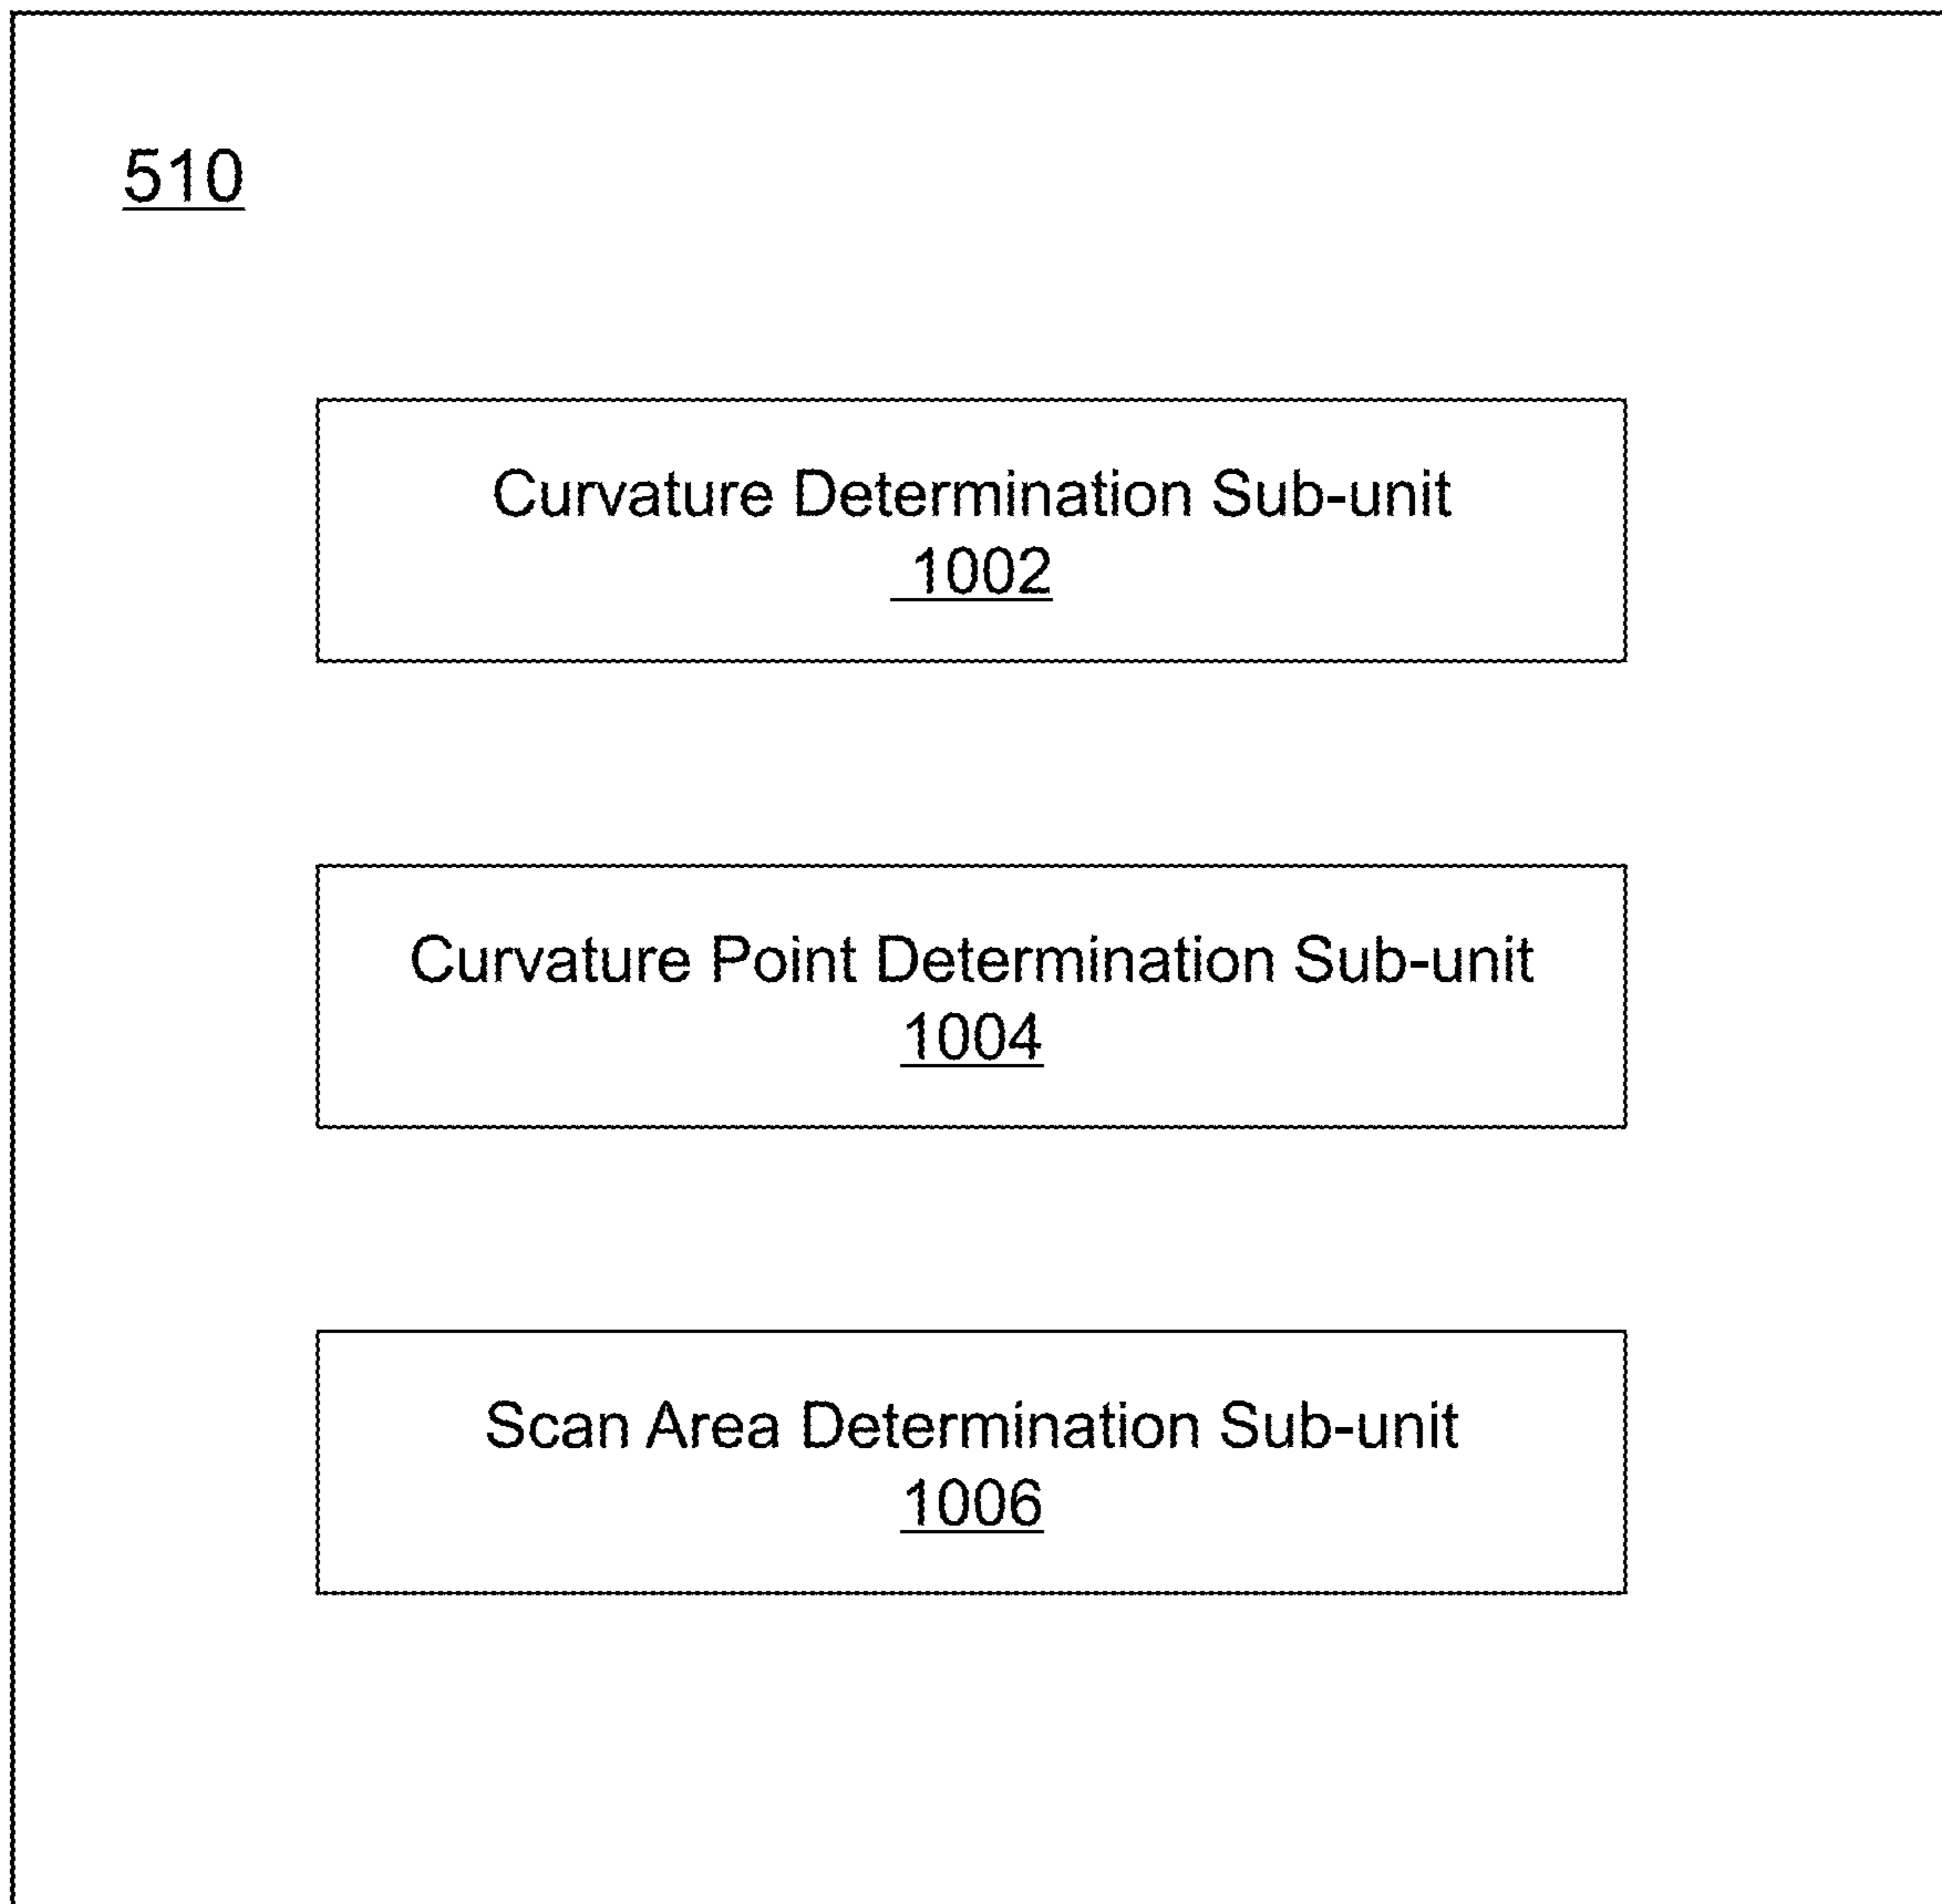 510
Curvature Determination Sub-unit
1002
Curvature Point Determination Sub-unit
1004
Scan Area Determination Sub-unit
1006